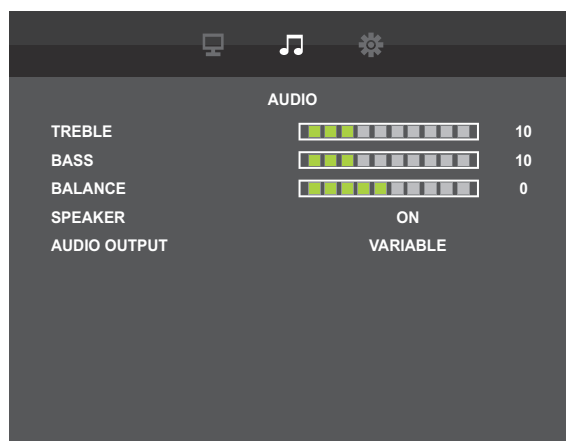 AUDIO
TREBLE 10
BASS 10
BALANCE 0
SPEAKER ON
AUDIO OUTPUT VARIABLE